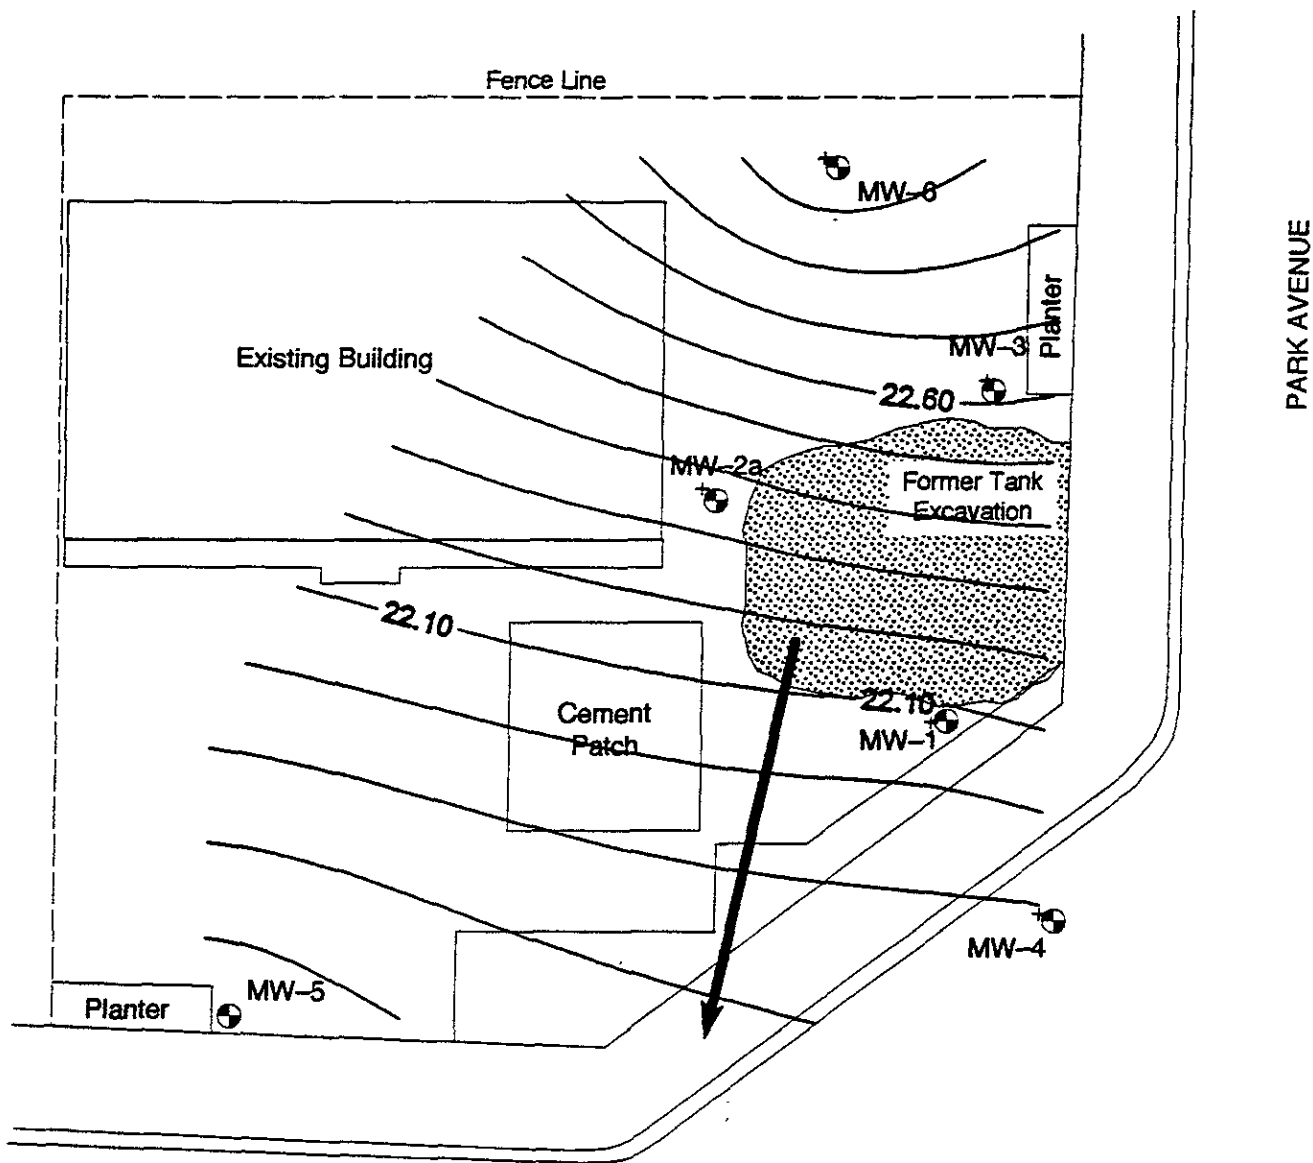 Fence Line
MW-6
PARK AVENUE
Planter
MW-3
Existing Building
22.60
MW-2a
Former Tank
Excavation
22.10
22.10
Cement
Patch
MW-1
MW-4
MW-5
Planter